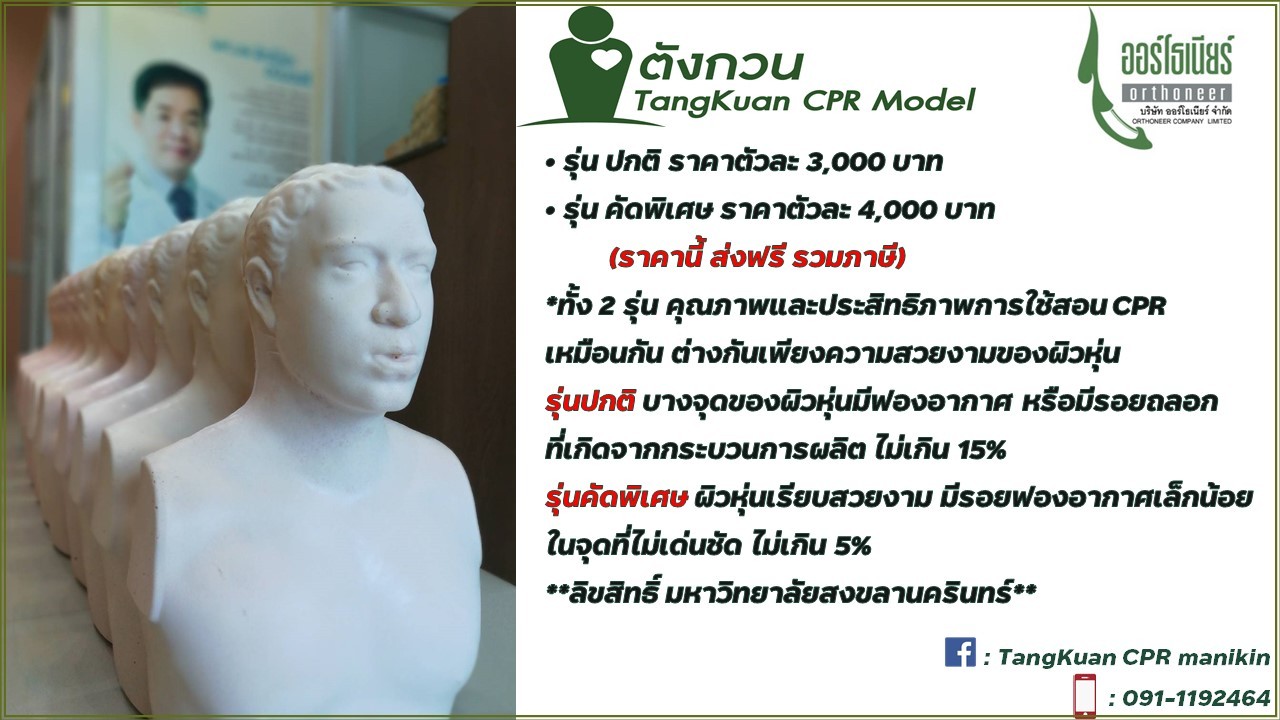 ตังกวน
TangKuan CPR Model
ออร์โธเนียร์
orthoneer
บริษัท ออร์โธเนียร์ จำกัด
ORTHONEER COMPANY LIMITED
• รุ่น ปกติ ราคาตัวละ 3,000 บาท
• รุ่น คัดพิเศษ ราคาตัวละ 4,000 บาท
(ราคานี้ ส่งฟรี รวมภาษี)
*ทั้ง 2 รุ่น คุณภาพและประสิทธิภาพการใช้สอน CPR
เหมือนกัน ต่างกันเพียงความสวยงามของผิวหุ่น
รุ่นปกติ บางจุดของผิวหุ่นมีฟองอากาศ หรือมีรอยถลอก
ที่เกิดจากกระบวนการผลิต ไม่เกิน 15%
รุ่นคัดพิเศษ ผิวหุ่นเรียบสวยงาม มีรอยฟองอากาศเล็กน้อย
ในจุดที่ไม่เด่นชัด ไม่เกิน 5%
**ลิขสิทธิ์ มหาวิทยาลัยสงขลานครินทร์**
: TangKuan CPR manikin
: 091-1192464